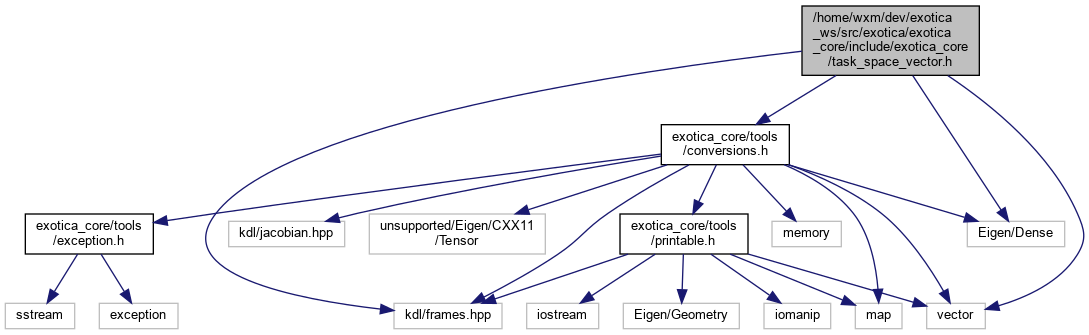 /home/wxm/dev/exotica
_ws/src/exotica/exotica
_core/include/exotica_core
/task_space_vector.h
exotica_core/tools
/conversions.h
exotica_core/tools
/exception.h
kdl/jacobian.hpp
unsupported/Eigen/CXX11
/Tensor
exotica_core/tools
/printable.h
memory
Eigen/Dense
sstream
exception
kdl/frames.hpp
iostream
Eigen/Geometry
iomanip
map
vector